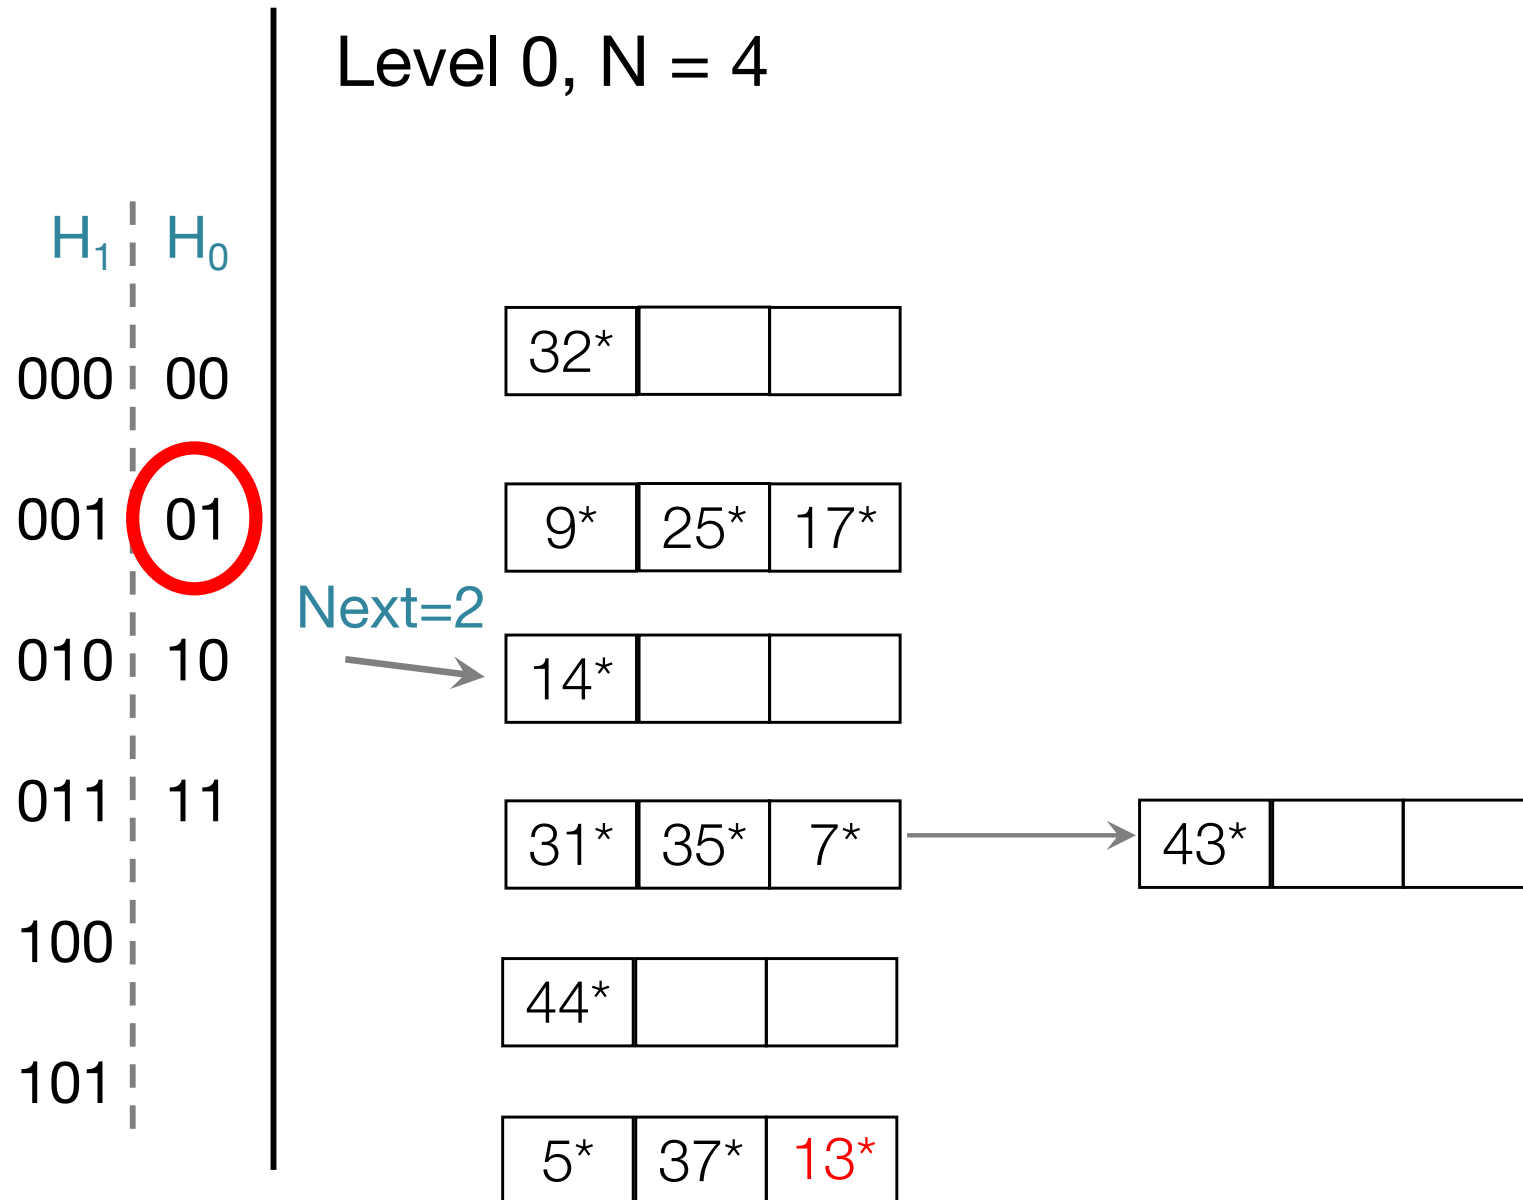 Level 0, N = 4
H₁ H₀
000 00 32*
001 01 9* 25* 17*
Next=2
010 10 14*
011 11 31* 35* 7* 43*
100 44*
101 5* 37* 13*